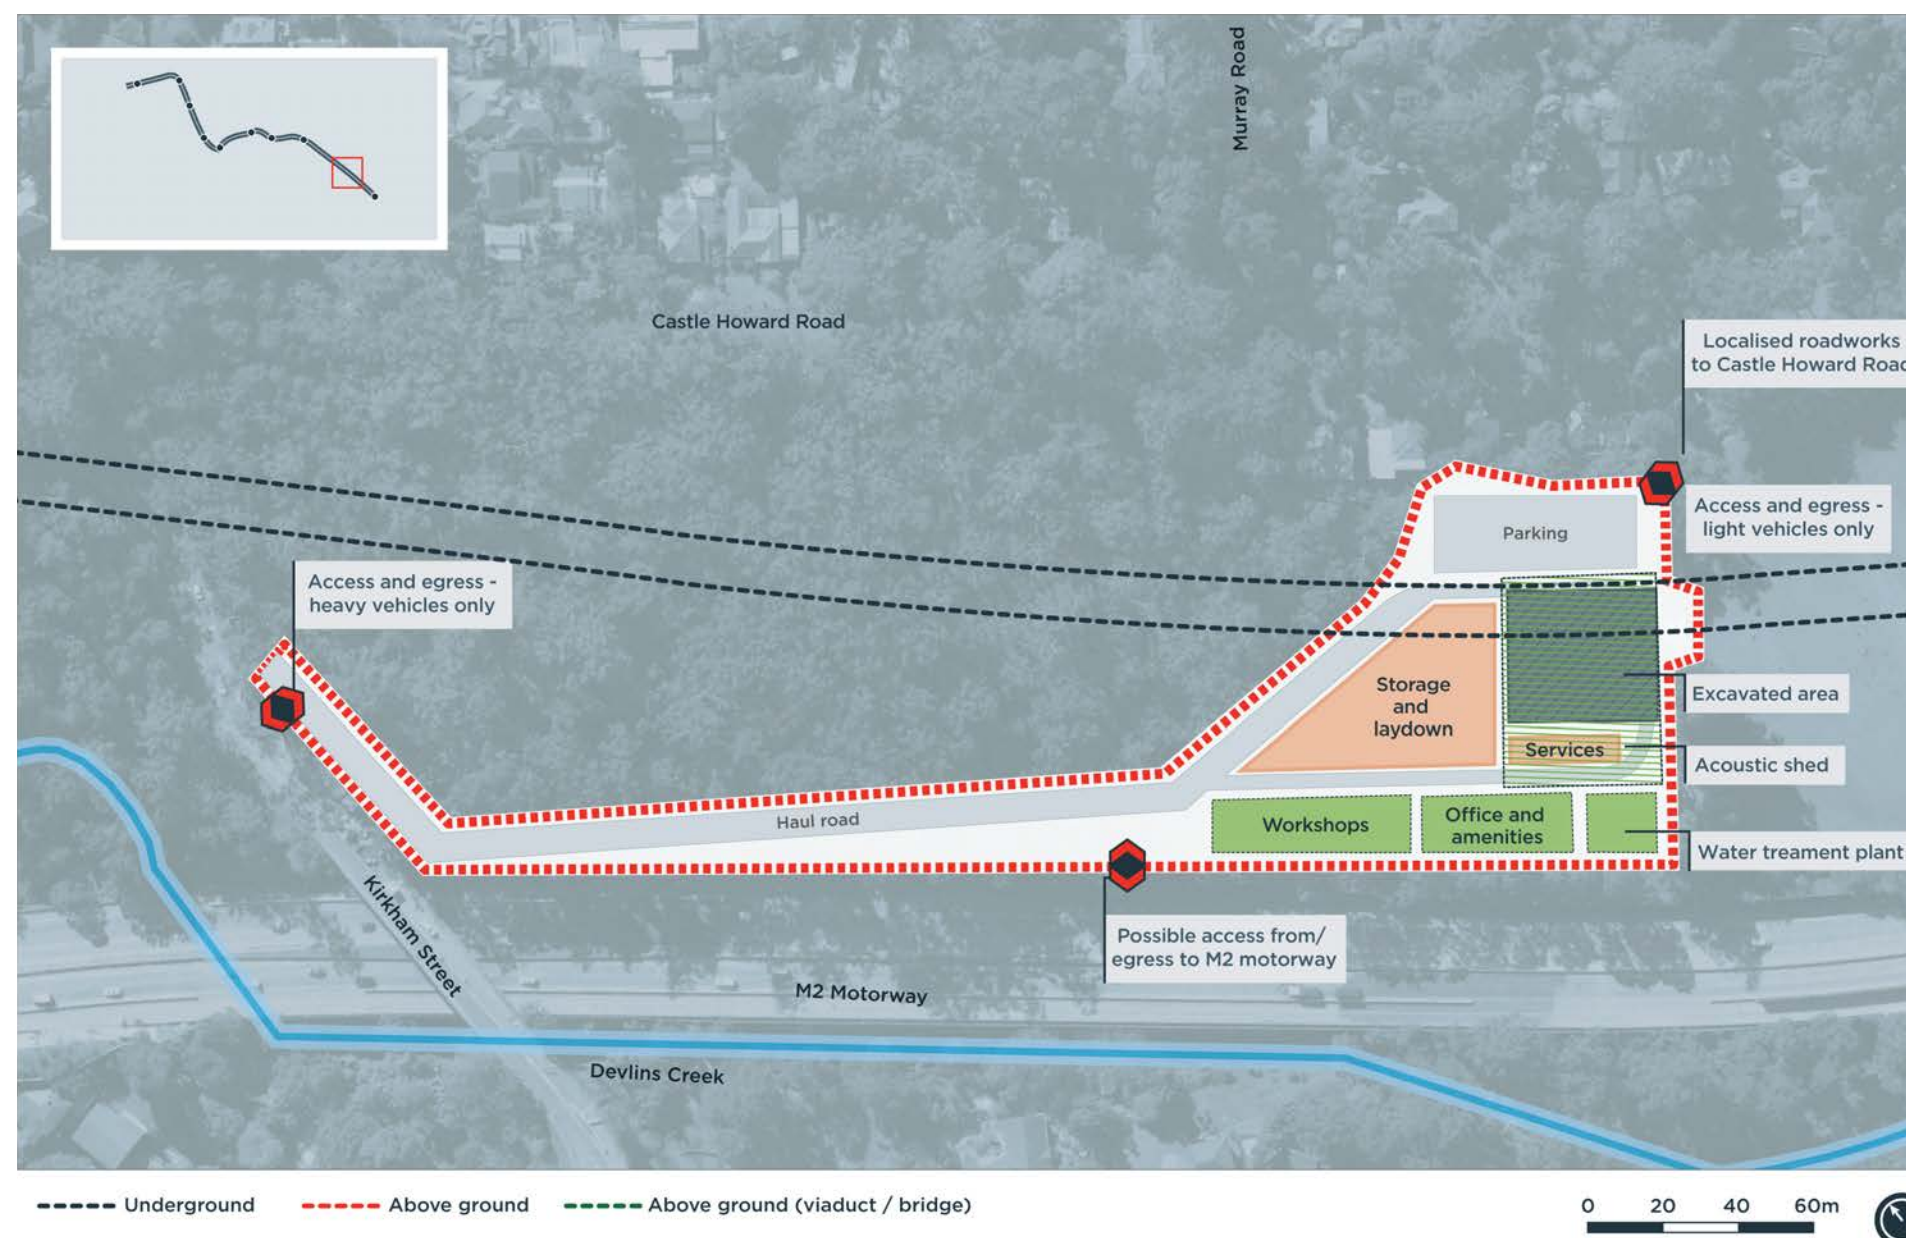 Murray Road
Castle Howard Road
Localised roadworks
to Castle Howard Road
Access and egress -
light vehicles only
Parking
Access and egress -
heavy vehicles only
Storage
and
laydown
Excavated area
Services
Acoustic shed
Haul road
Workshops
Office and
amenities
Water treament plant
Kirkham Street
Possible access from/
egress to M2 motorway
M2 Motorway
Devlins Creek
Underground
Above ground
Above ground (viaduct / bridge)
0 20 40 60m